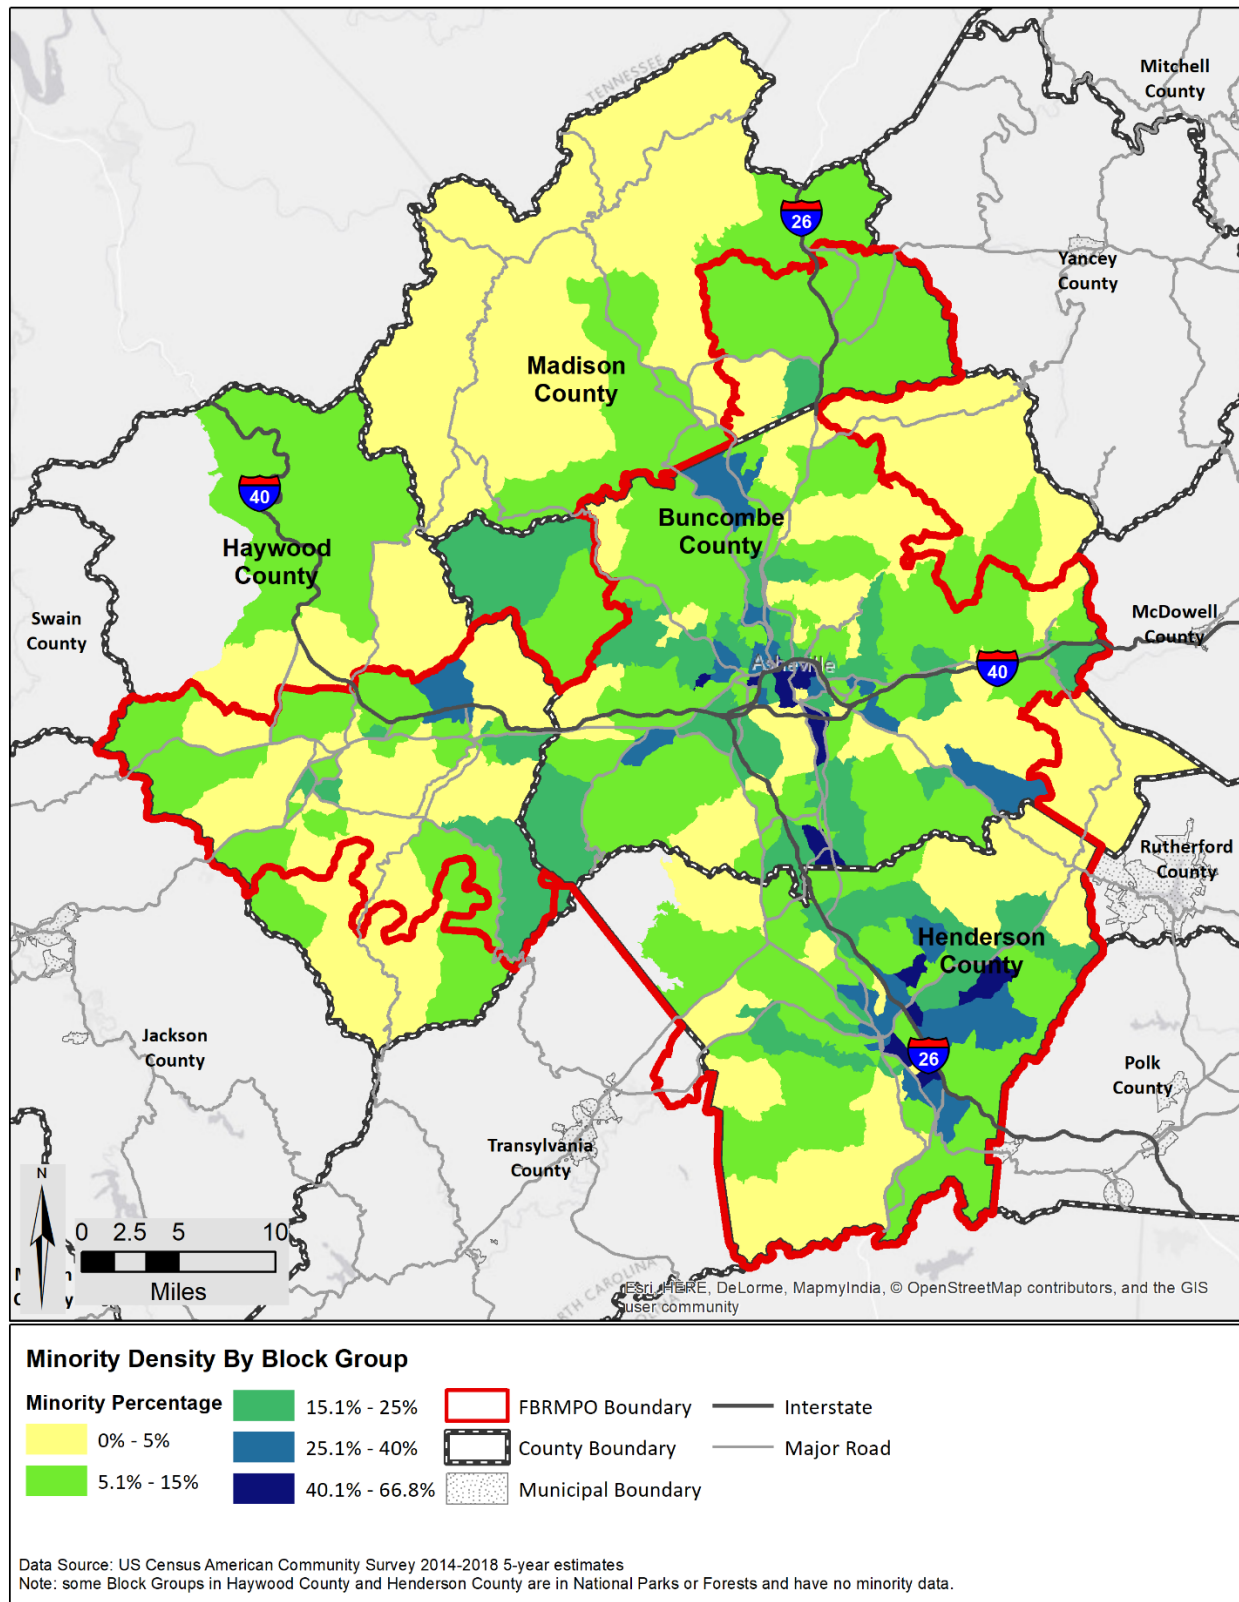 TENNESSEE
Mitchell
County
26
Yancey
County
Madison
County
40
Buncombe
County
Haywood
County
Swain
County
McDowell
County
Asheville
40
Rutherford
County
Henderson
County
Jackson
County
26
Polk
County
Transylvania
County
N
0 2.5 5 10
Miles
NORTH CAROLINA
Esri, HERE, DeLorme, MapmyIndia, © OpenStreetMap contributors, and the GIS
user community
Minority Density By Block Group
Minority Percentage
0% - 5%
5.1% - 15%
15.1% - 25%
25.1% - 40%
40.1% - 66.8%
FBRMPO Boundary
County Boundary
Municipal Boundary
Interstate
Major Road
Data Source: US Census American Community Survey 2014-2018 5-year estimates
Note: some Block Groups in Haywood County and Henderson County are in National Parks or Forests and have no minority data.